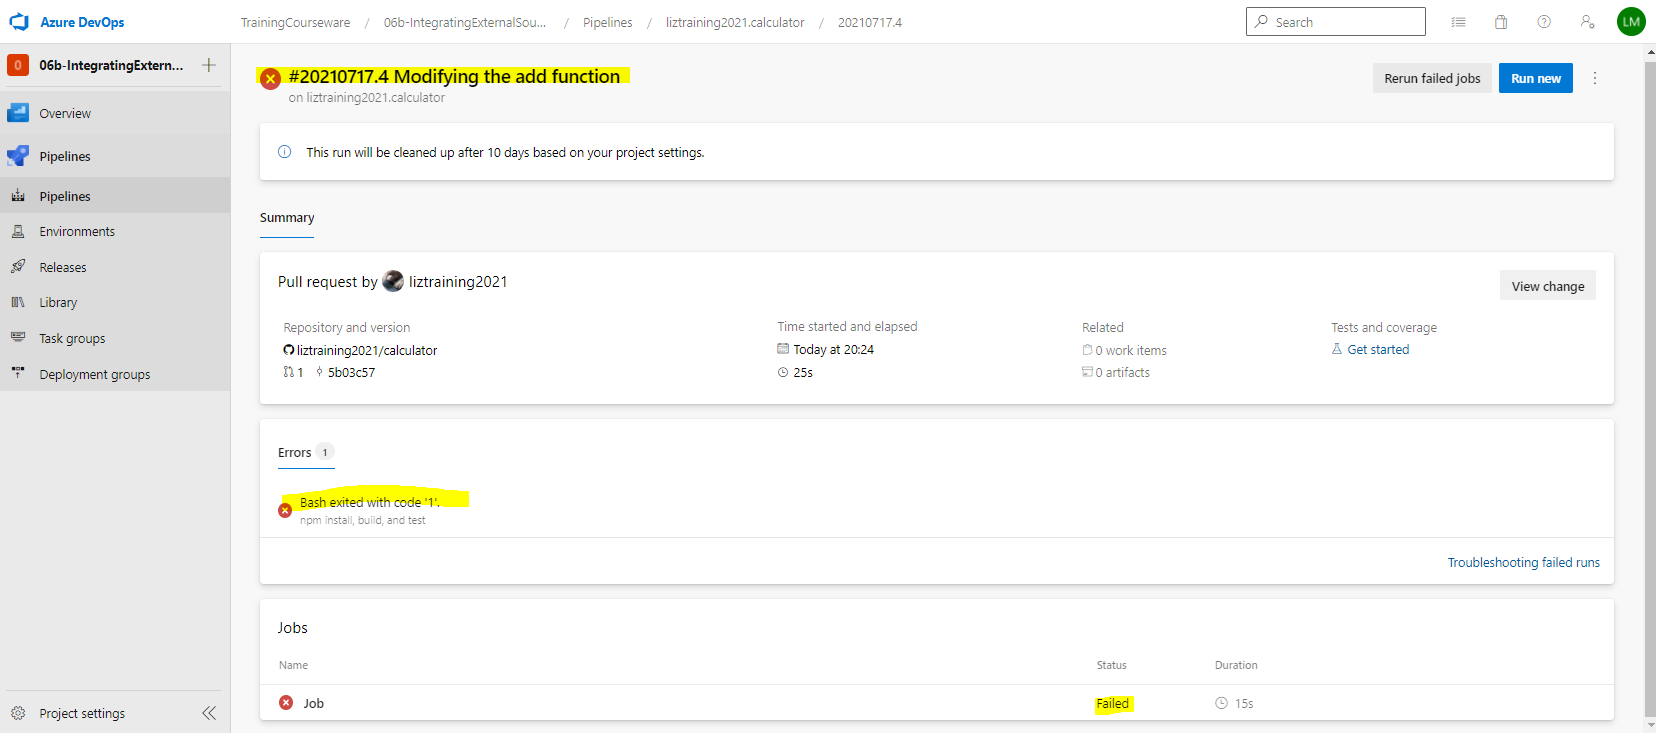 Azure DevOps
TrainingCourseware / 06b-IntegratingExternalSou... / Pipelines / liztraining2021.calculator / 20210717.4
Search
LM
O 06b-IntegratingExtern...
Overview
Pipelines
Pipelines
Environments
Releases
Library
Task groups
Deployment groups
Project settings
#20210717.4 Modifying the add function
on liztraining2021.calculator
Rerun failed jobs
Run new
This run will be cleaned up after 10 days based on your project settings.
Summary
Pull request by liztraining2021
View change
Repository and version
liztraining2021/calculator
1 5b03c57
Time started and elapsed
Today at 20:24
25s
Related
0 work items
0 artifacts
Tests and coverage
Get started
Errors 1
Bash exited with code '1'.
npm install, build, and test
Troubleshooting failed runs
Jobs
Name Status Duration
Job Failed 15s